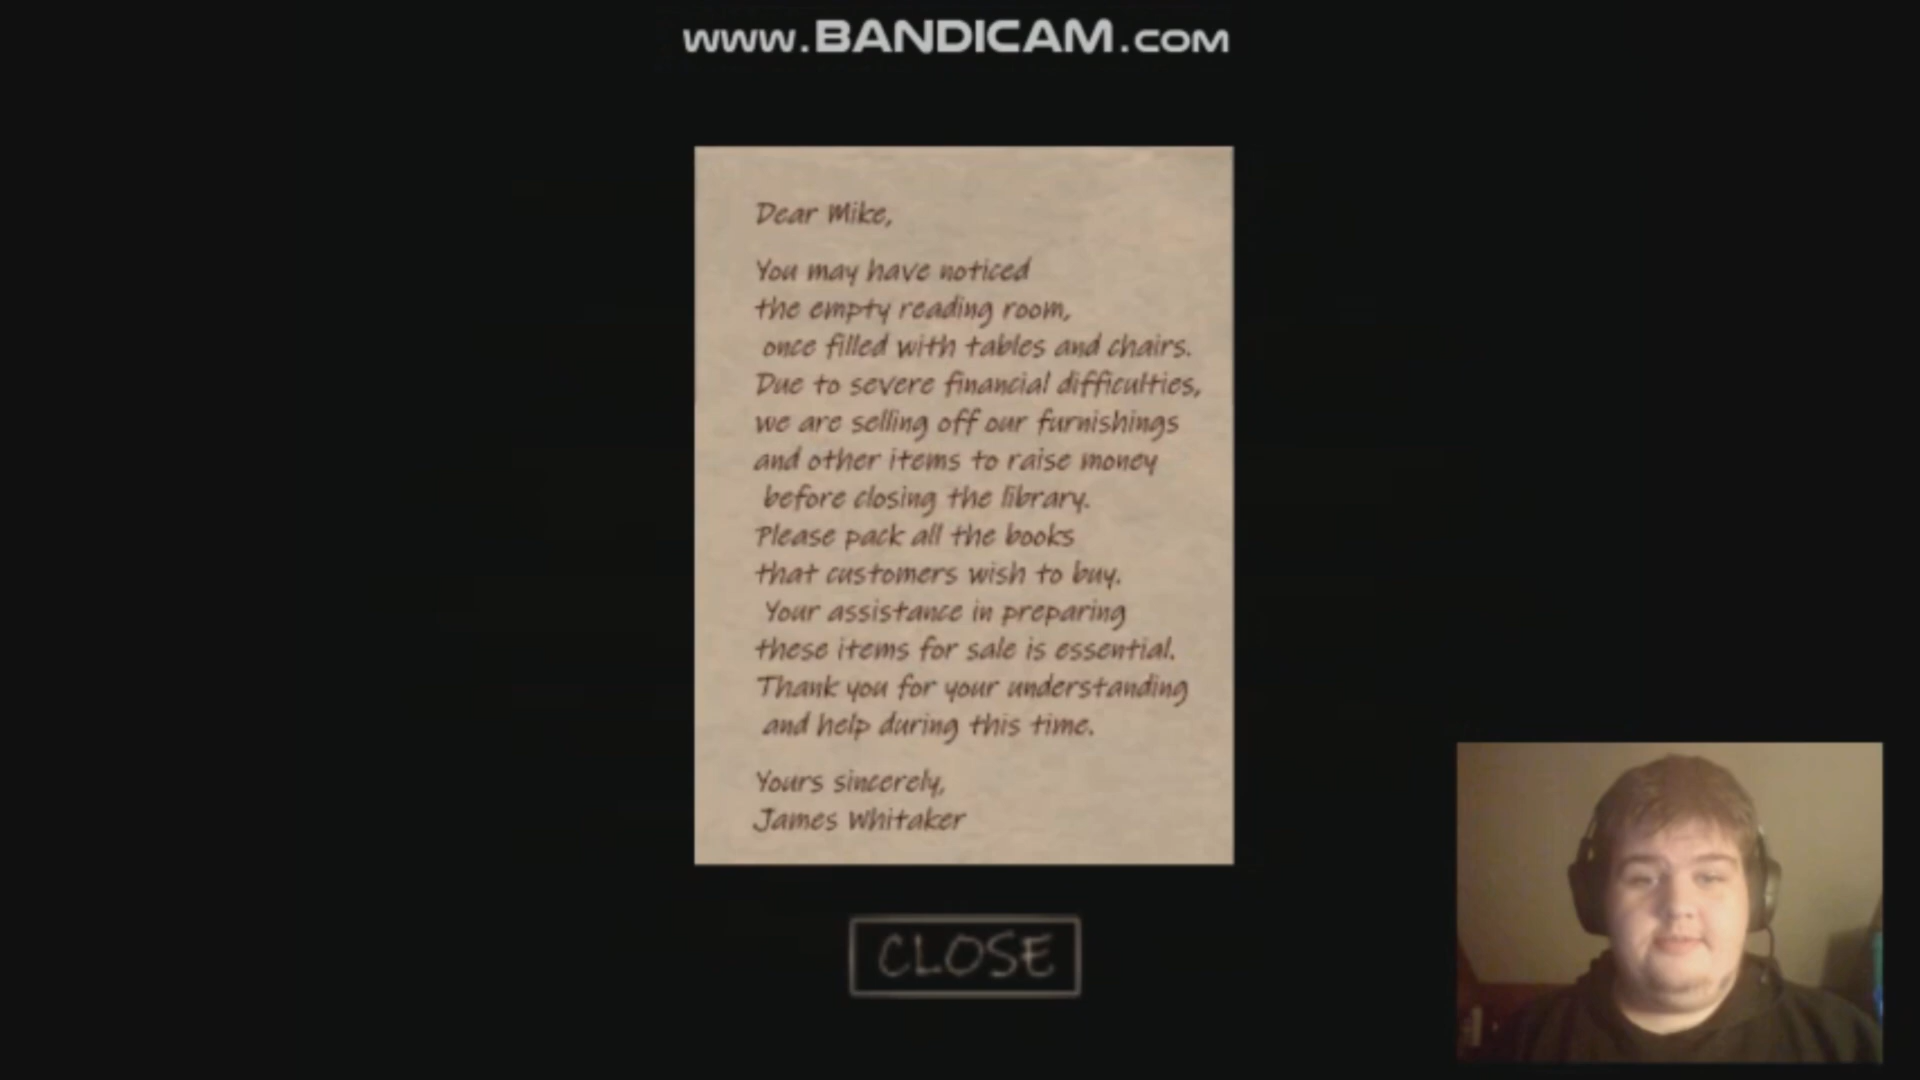 www.BANDICAM.com
Dear Mike,
You may have noticed
the empty reading room,
once filled with tables and chairs.
Due to severe financial difficulties,
we are selling off our furnishings
and other items to raise money
before closing the library.
Please pack all the books
that customers wish to buy.
Your assistance in preparing
these items for sale is essential.
Thank you for your understanding
and help during this time.
Yours sincerely,
James Whitaker
CLOSE